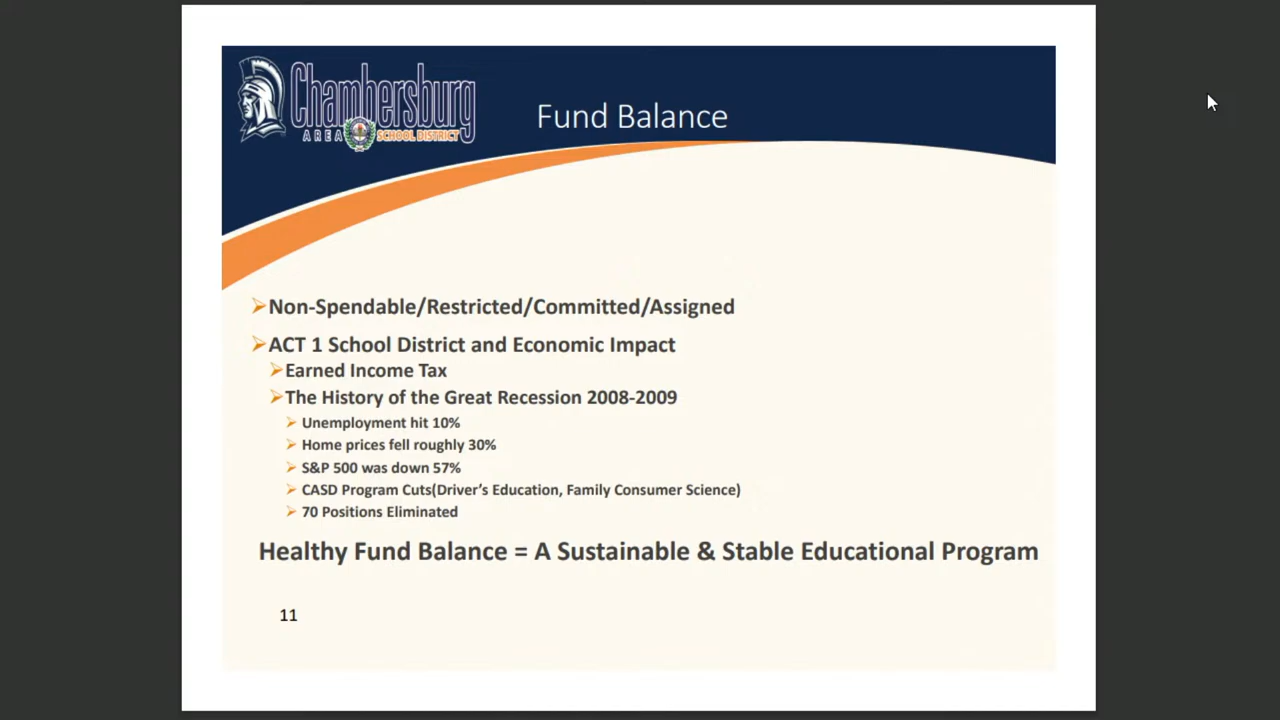 Chambersburg
AREA SCHOOL DISTRICT
Fund Balance
Non-Spendable/Restricted/Committed/Assigned
ACT 1 School District and Economic Impact
Earned Income Tax
The History of the Great Recession 2008-2009
Unemployment hit 10%
Home prices fell roughly 30%
S&P 500 was down 57%
CASD Program Cuts(Driver's Education, Family Consumer Science)
70 Positions Eliminated
Healthy Fund Balance = A Sustainable & Stable Educational Program
11